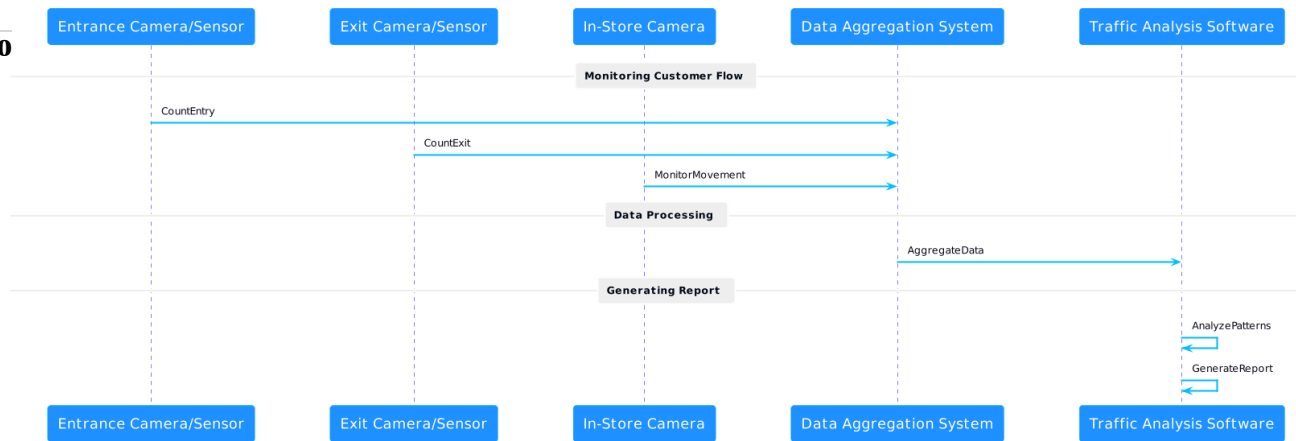 Entrance Camera/Sensor Exit Camera/Sensor In-Store Camera Data Aggregation System Traffic Analysis Software
o
Monitoring Customer Flow
CountEntry
CountExit
MonitorMovement
Data Processing
AggregateData
Generating Report
AnalyzePatterns
GenerateReport
Entrance Camera/Sensor Exit Camera/Sensor In-Store Camera Data Aggregation System Traffic Analysis Software